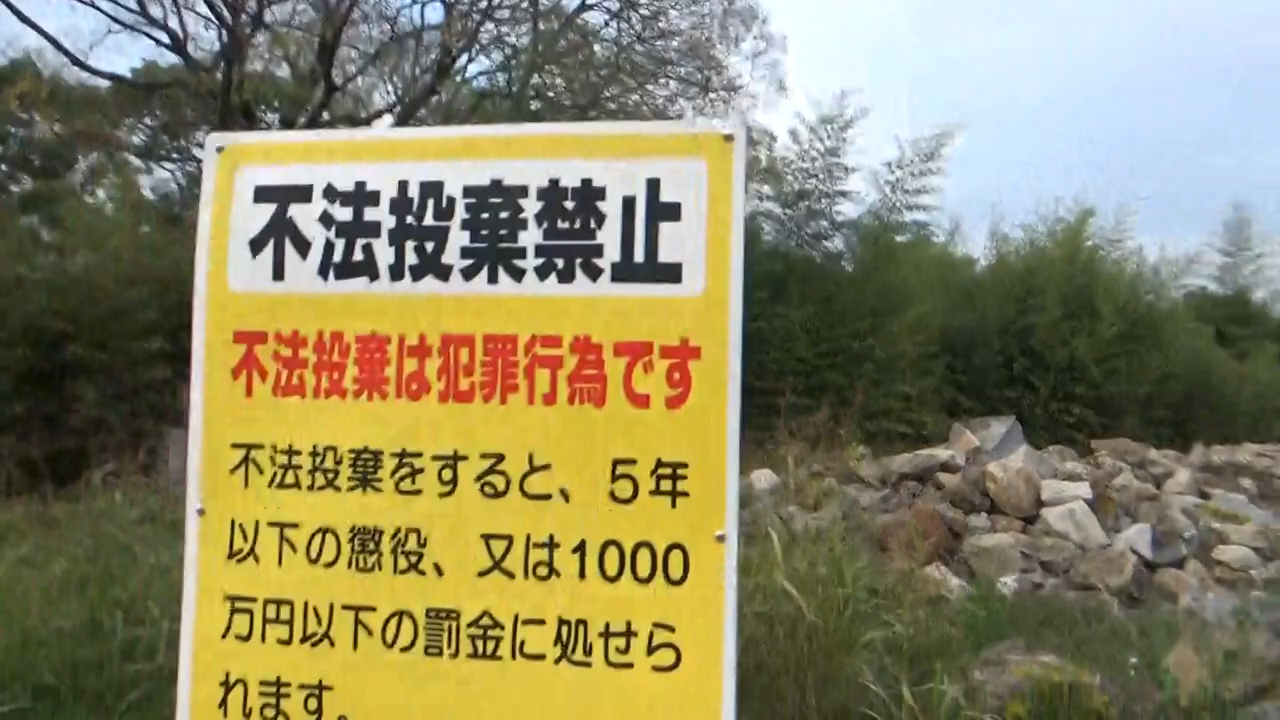 不法投棄禁止
不法投棄は犯罪行為です
不法投棄をすると、５年
以下の懲役、又は1000
万円以下の罰金に処せら
れます。